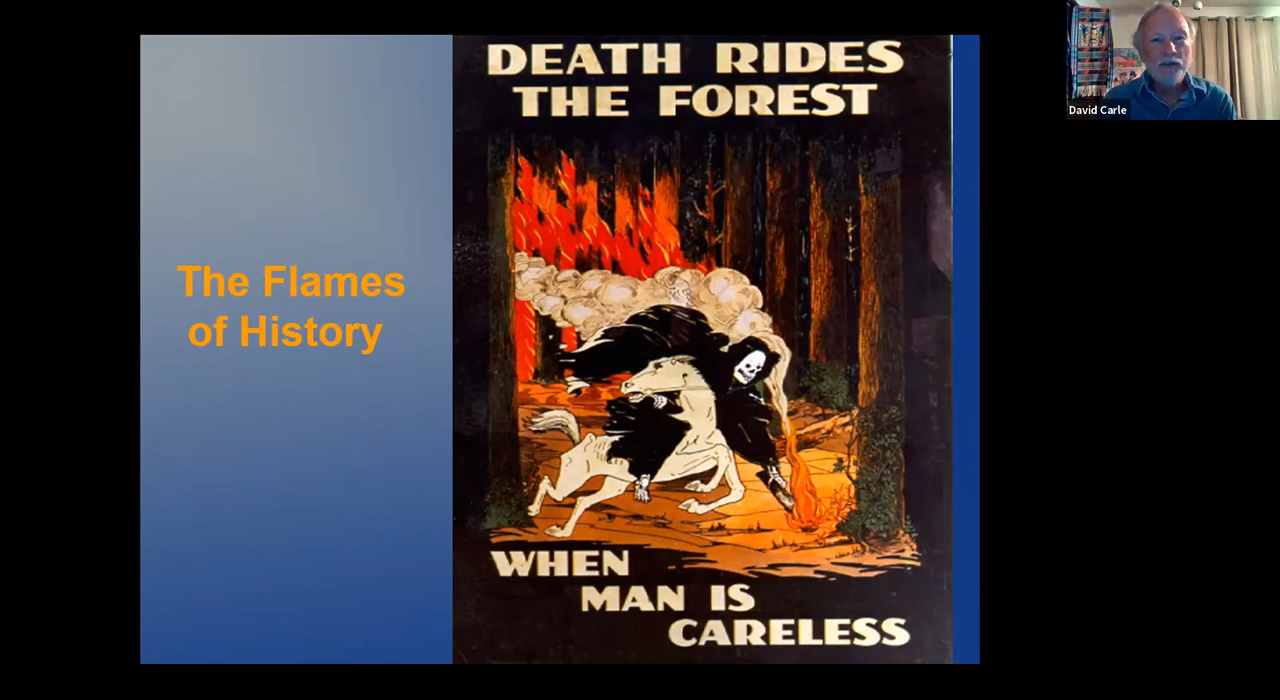 The Flames
of History
DEATH RIDES
THE FOREST
WHEN
MAN IS
CARELESS
David Carle